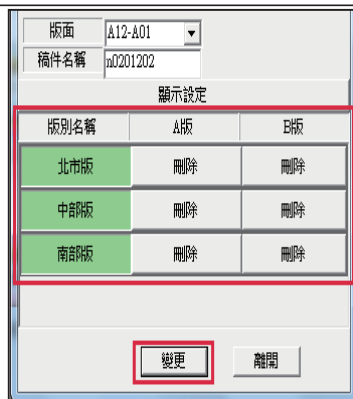 版面 A12-A01
稿件名稱 n0201202
顯示設定
版別名稱 A版 B版
北市版 刪除 刪除
中部版 刪除 刪除
南部版 刪除 刪除
變更 離開